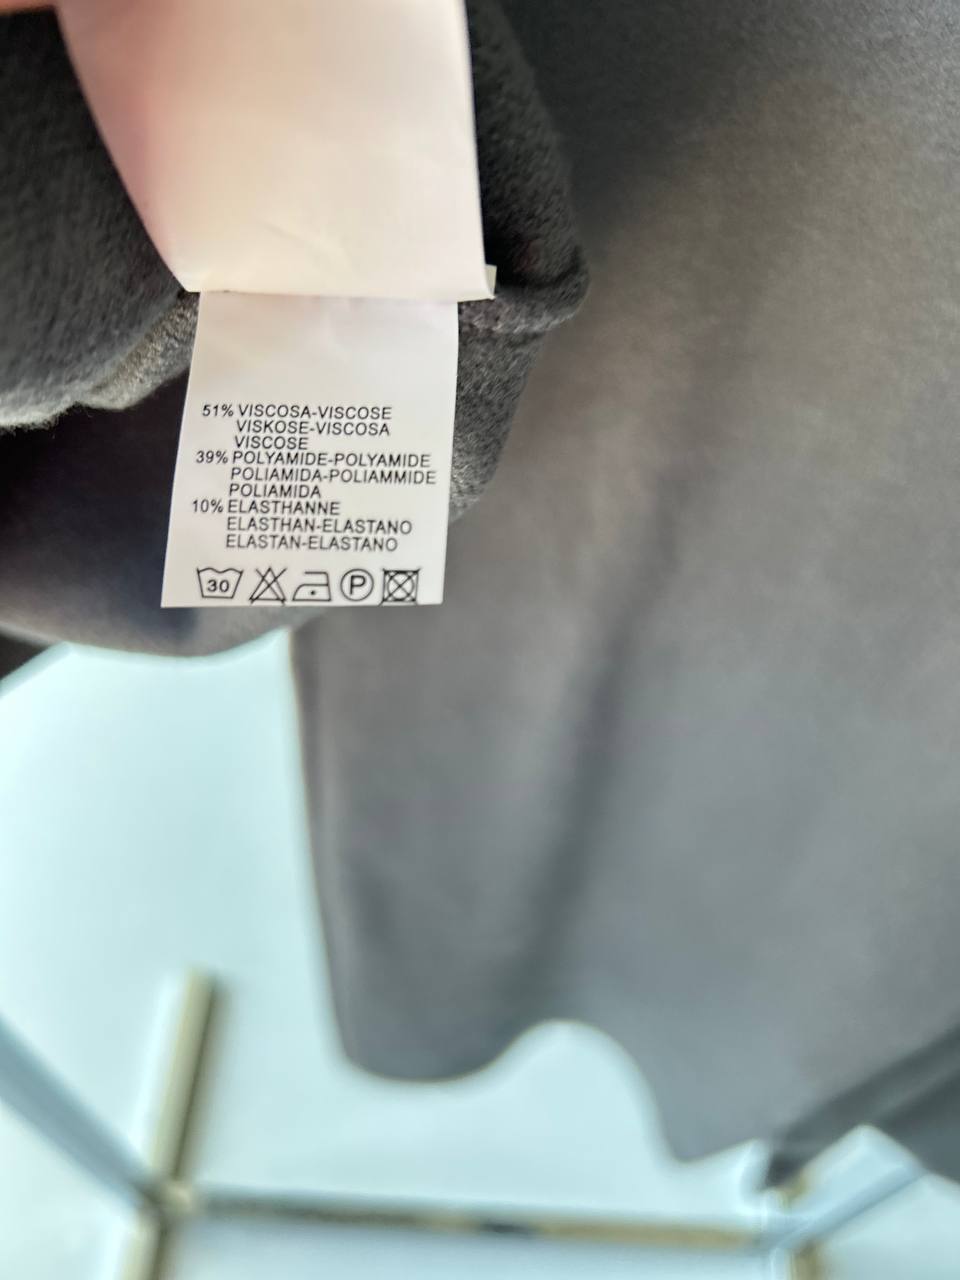 51% VISCOSA-VISCOSE
VISKOSE-VISCOSA
VISCOSE
39% POLYAMIDE-POLYAMIDE
POLIAMIDA-POLIAMMIDE
POLIAMIDA
10% ELASTHANNE
ELASTHAN-ELASTANO
ELASTAN-ELASTANO
30 P